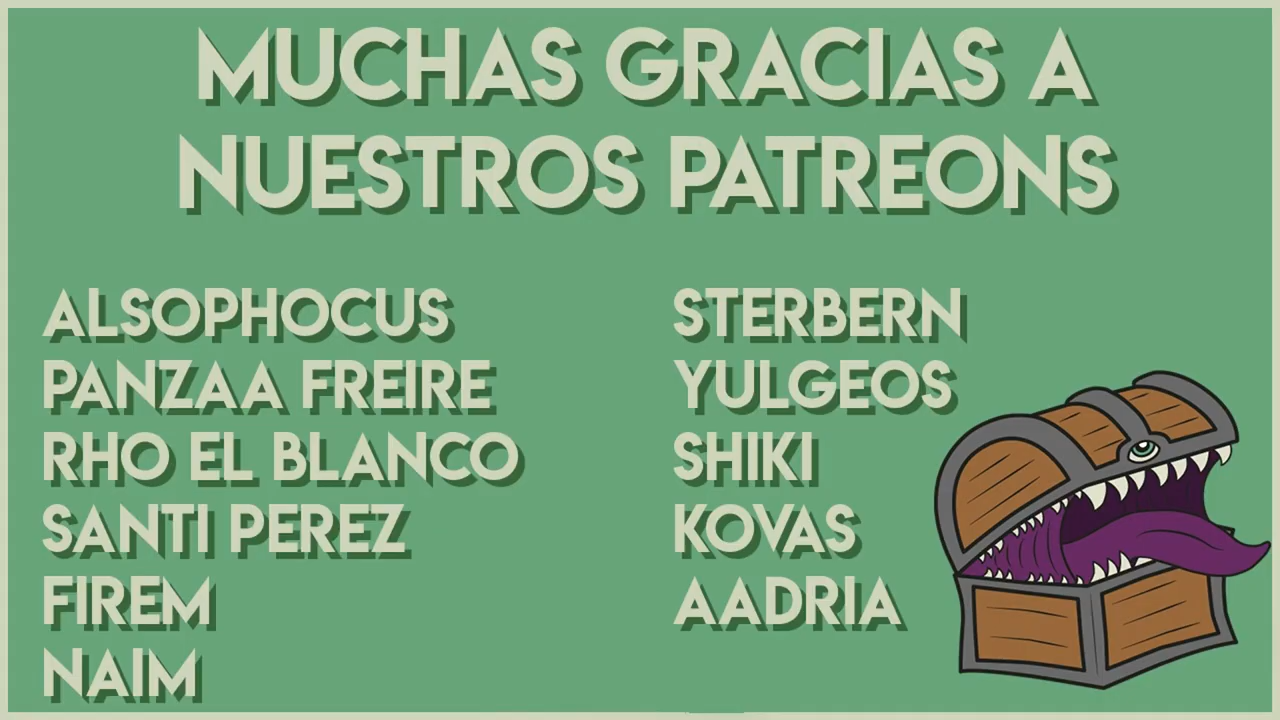 MUCHAS GRACIAS A
NUESTROS PATREONS
ALSOPHOCUS
PANZAA FREIRE
RHO EL BLANCO
SANTI PEREZ
FIREM
NAIM
STERBERN
YULGEOS
SHIKI
KOVAS
AADRIA